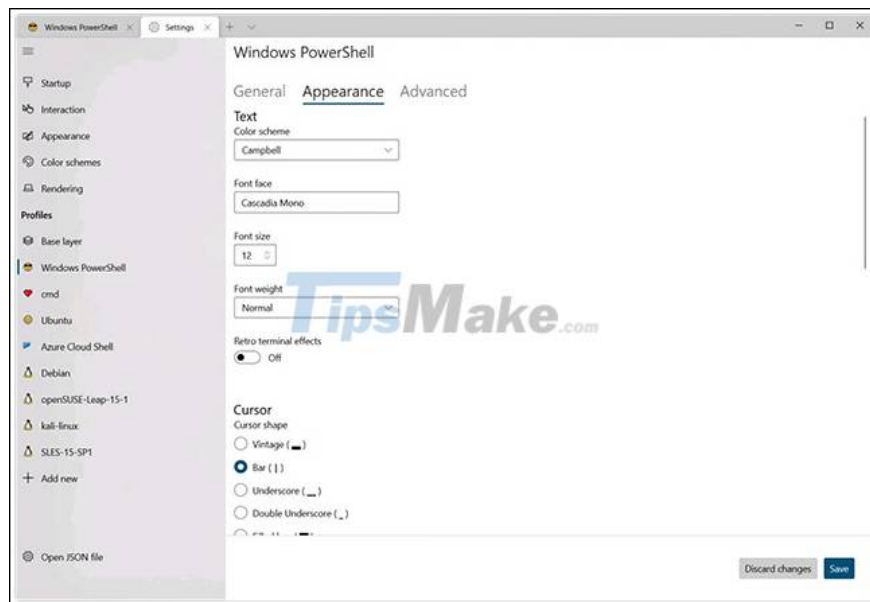 Windows PowerShell
Settings
Windows PowerShell
General Appearance Advanced
Startup
Interaction
Appearance
Color schemes
Rendering
Profiles
Base layer
Windows PowerShell
cmd
Ubuntu
Azure Cloud Shell
Debian
openSUSE-Leap-15-1
kali-linux
SLES-15-SP1
Add new
Open JSON file
Text
Color scheme
Campbell
Font face
Cascadia Mono
Font size
12
Font weight
Normal
TipsMake.com
Retro terminal effects
Off
Cursor
Cursor shape
Vintage ( ▃ )
Bar ( | )
Underscore ( ▁ )
Double Underscore ( ‗ )
Discard changes
Save